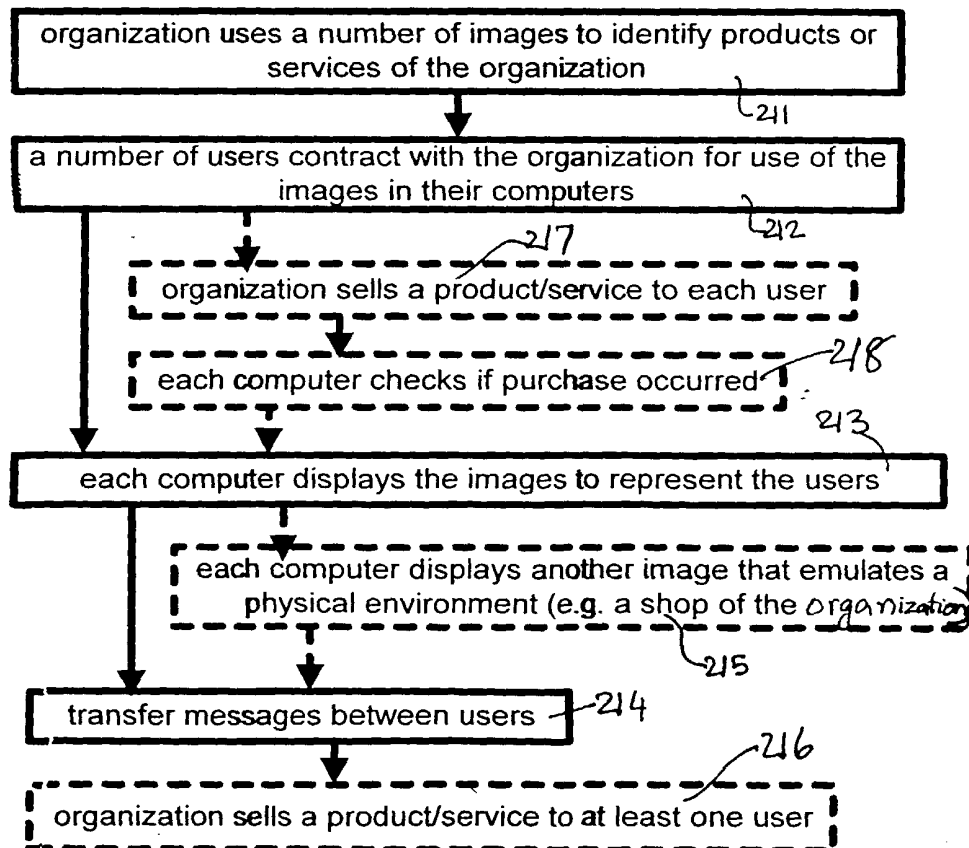 organization uses a number of images to identify products or
services of the organization
211
a number of users contract with the organization for use of the
images in their computers
212
217
organization sells a product/service to each user
218
each computer checks if purchase occurred
213
each computer displays the images to represent the users
each computer displays another image that emulates a
physical environment (e.g. a shop of the organization)
215
transfer messages between users
214
216
organization sells a product/service to at least one user